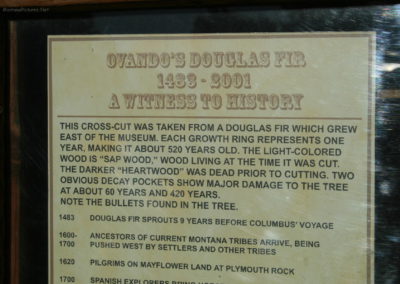 OVANDO'S DOUGLAS FIR
1483 - 2001
A WITNESS TO HISTORY
THIS CROSS-CUT WAS TAKEN FROM A DOUGLAS FIR WHICH GREW
EAST OF THE MUSEUM. EACH GROWTH RING REPRESENTS ONE
YEAR, MAKING IT ABOUT 520 YEARS OLD. THE LIGHT-COLORED
WOOD IS "SAP WOOD," WOOD LIVING AT THE TIME IT WAS CUT.
THE DARKER "HEARTWOOD" WAS DEAD PRIOR TO CUTTING. TWO
OBVIOUS DECAY POCKETS SHOW MAJOR DAMAGE TO THE TREE
AT ABOUT 60 YEARS AND 420 YEARS.
NOTE THE BULLETS FOUND IN THE TREE.
1483 DOUGLAS FIR SPROUTS 9 YEARS BEFORE COLUMBUS' VOYAGE
1600- ANCESTORS OF CURRENT MONTANA TRIBES ARRIVE, BEING
1700 PUSHED WEST BY SETTLERS AND OTHER TRIBES
1620 PILGRIMS ON MAYFLOWER LAND AT PLYMOUTH ROCK
1700 SPANISH EXPLORERS BRING